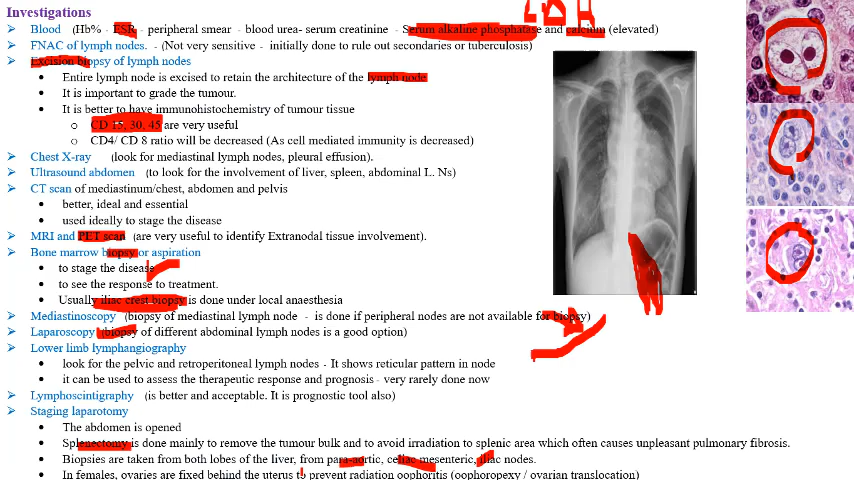 Investigations
Blood (Hb% - ESR - peripheral smear - blood urea- serum creatinine - Serum alkaline phosphatase and calcium (elevated)
FNAC of lymph nodes. - (Not very sensitive - initially done to rule out secondaries or tuberculosis)
Excision biopsy of lymph nodes
Entire lymph node is excised to retain the architecture of the lymph node
It is important to grade the tumour.
It is better to have immunohistochemistry of tumour tissue
CD 15, 30, 45 are very useful
CD4/ CD 8 ratio will be decreased (As cell mediated immunity is decreased)
Chest X-ray (look for mediastinal lymph nodes, pleural effusion).
Ultrasound abdomen (to look for the involvement of liver, spleen, abdominal L. Ns)
CT scan of mediastinum/chest, abdomen and pelvis
better, ideal and essential
used ideally to stage the disease
MRI and PET scan (are very useful to identify Extranodal tissue involvement).
Bone marrow biopsy or aspiration
to stage the disease
to see the response to treatment.
Usually iliac crest biopsy is done under local anaesthesia
Mediastinoscopy (biopsy of mediastinal lymph node - is done if peripheral nodes are not available for biopsy)
Laparoscopy (biopsy of different abdominal lymph nodes is a good option)
Lower limb lymphangiography
look for the pelvic and retroperitoneal lymph nodes - It shows reticular pattern in node
it can be used to assess the therapeutic response and prognosis - very rarely done now
Lymphoscintigraphy (is better and acceptable. It is prognostic tool also)
Staging laparotomy
The abdomen is opened
Splenectomy is done mainly to remove the tumour bulk and to avoid irradiation to splenic area which often causes unpleasant pulmonary fibrosis.
Biopsies are taken from both lobes of the liver, from para-aortic, celiac mesenteric, iliac nodes.
In females, ovaries are fixed behind the uterus to prevent radiation oophoritis (oophoropexy / ovarian translocation)